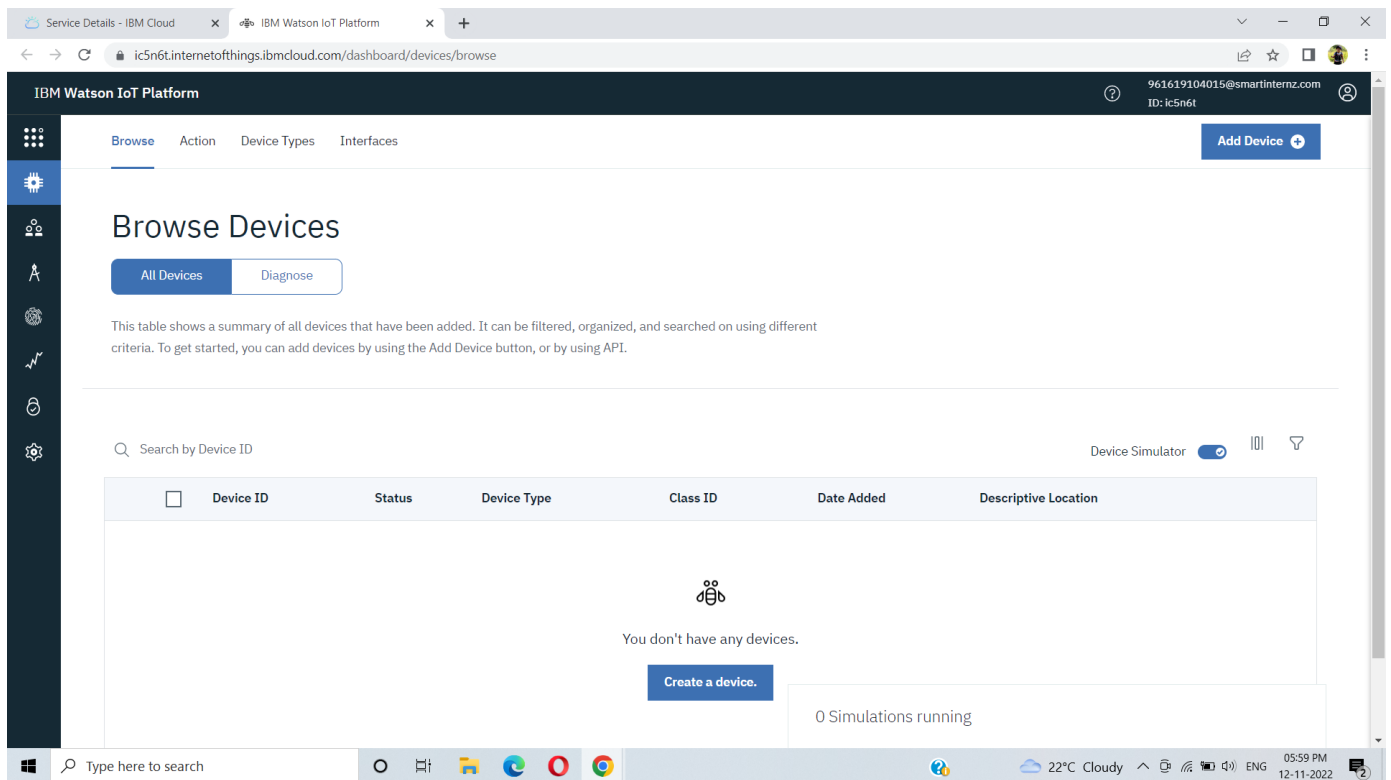 Service Details - IBM Cloud
IBM Watson IoT Platform
ic5n6t.internetofthings.ibmcloud.com/dashboard/devices/browse
IBM Watson IoT Platform
961619104015@smartinternz.com
ID: ic5n6t
Browse Action Device Types Interfaces
Add Device
Browse Devices
All Devices Diagnose
This table shows a summary of all devices that have been added. It can be filtered, organized, and searched on using different
criteria. To get started, you can add devices by using the Add Device button, or by using API.
Search by Device ID
Device Simulator
Device ID Status Device Type Class ID Date Added Descriptive Location
You don't have any devices.
Create a device.
0 Simulations running
Type here to search
22°C Cloudy
ENG
05:59 PM
12-11-2022
2